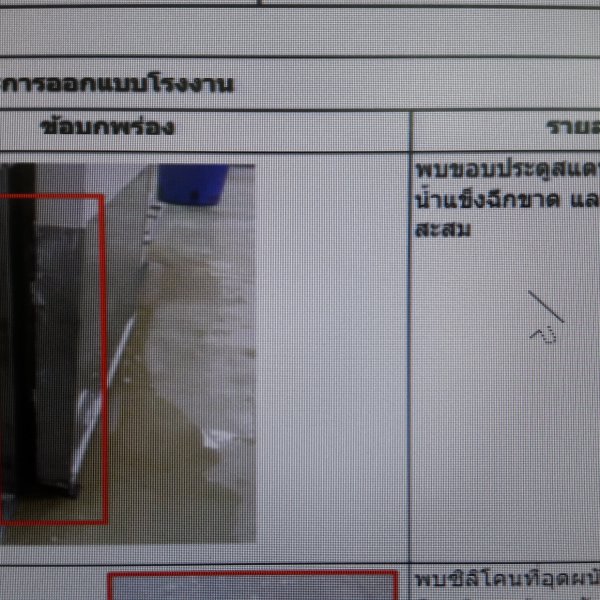 การออกแบบโรงงาน
ข้อบกพร่อง
พบขอบประตูสแตน
น้ำแข็งฉีกขาด และ
สะสม
พบซิลิโคนที่อุดผนั